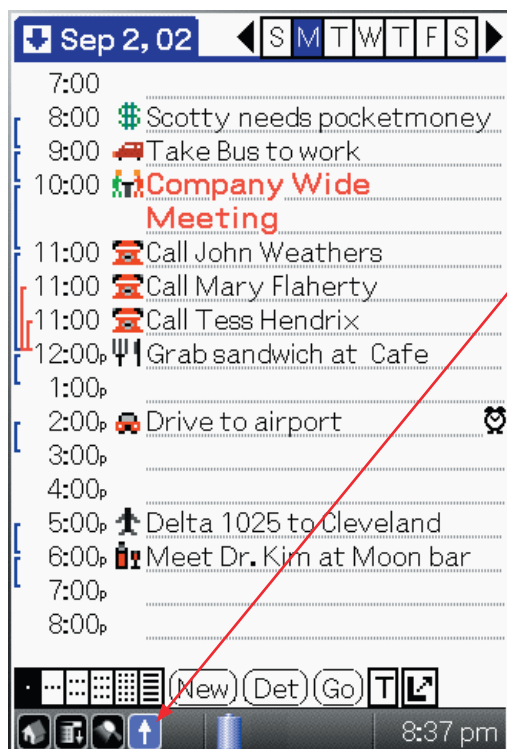 Sep 2, 02 S M T W T F S
7:00
8:00 Scotty needs pocketmoney
9:00 Take Bus to work
10:00 Company Wide
Meeting
11:00 Call John Weathers
11:00 Call Mary Flaherty
11:00 Call Tess Hendrix
12:00p Grab sandwich at Cafe
1:00p
2:00p Drive to airport
3:00p
4:00p
5:00p Delta 1025 to Cleveland
6:00p Meet Dr. Kim at Moon bar
7:00p
8:00p
New Det Go T
8:37 pm